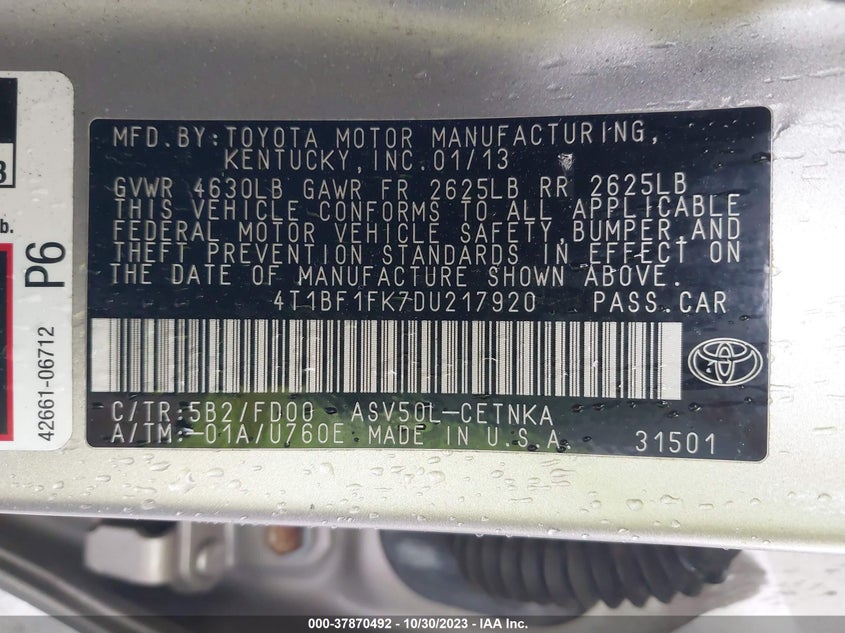 MFD.BY:TOYOTA MOTOR MANUFACTURING,
KENTUCKY,INC.01/13
GVWR 4630LB GAWR FR 2625LB RR 2625LB
THIS VEHICLE CONFORMS TO ALL APPLICABLE
FEDERAL MOTOR VEHICLE SAFETY,BUMPER,AND
THEFT PREVENTION STANDARDS IN EFFECT ON
THE DATE OF MANUFACTURE SHOWN ABOVE.
4T1BF1FK7DU217920 PASS.CAR
C/TR:5B2/FD00 ASV50L-CETNKA
A/TM:-01A/U760E MADE IN U.S.A 31501
b.
P6
42661-06712
000-37870492 - 10/30/2023 - IAA Inc.